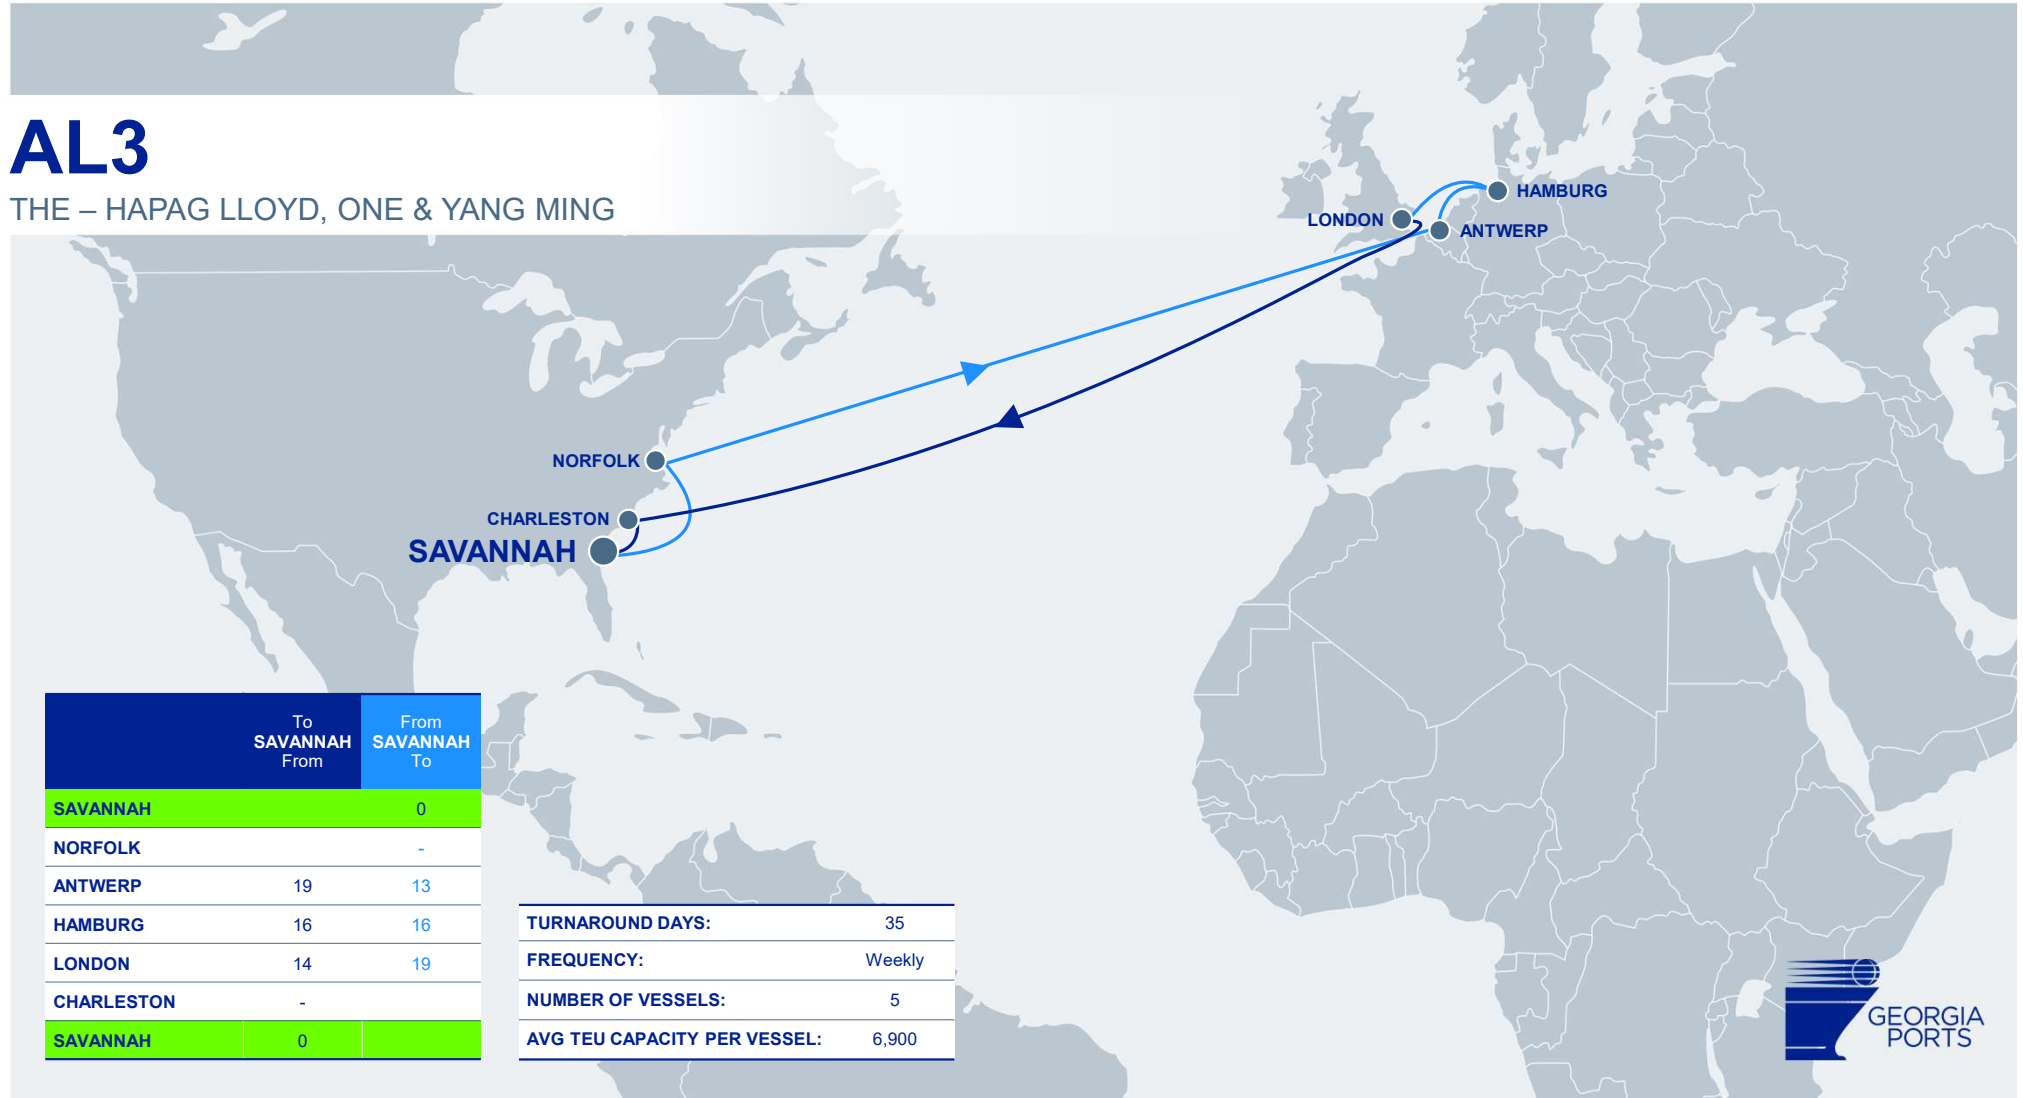 AL3
THE – HAPAG LLOYD, ONE & YANG MING
HAMBURG
LONDON
ANTWERP
NORFOLK
CHARLESTON
SAVANNAH
To SAVANNAH From
From SAVANNAH To
SAVANNAH 0
NORFOLK -
ANTWERP 19 13
HAMBURG 16 16
LONDON 14 19
CHARLESTON -
SAVANNAH 0
TURNAROUND DAYS: 35
FREQUENCY: Weekly
NUMBER OF VESSELS: 5
AVG TEU CAPACITY PER VESSEL: 6,900
GEORGIA
PORTS